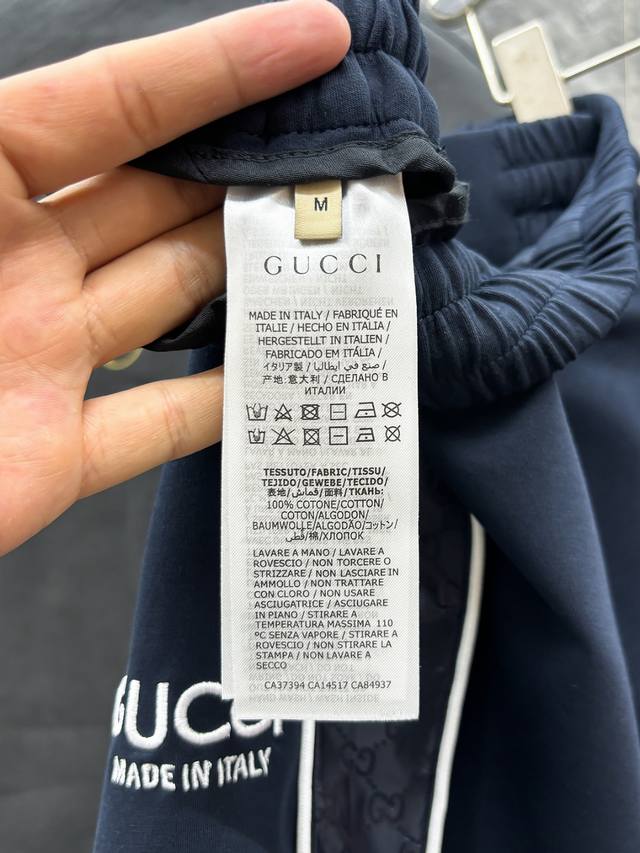 M
GUCCI
MADE IN ITALY / FABRIQUÉ EN
ITALIE / HECHO EN ITALIA /
HERGESTELLT IN ITALIEN /
FABRICADO EM ITÁLIA /
イタリア製 / صنع في ايطاليا /
产地:意大利 / СДЕЛАНО В
ИТАЛИИ
TESSUTO/FABRIC/TISSU/
TEJIDO/GEWEBE/TECIDO/
表地/قماش/面料/ТКАНЬ:
100% COTONE/COTTON/
COTON/ALGODON/
BAUMWOLLE/ALGODÃO/コットン/
قطن/棉/ХЛОПОК
LAVARE A MANO / LAVARE A
ROVESCIO / NON TORCERE O
STRIZZARE / NON LASCIARE IN
AMMOLLO / NON TRATTARE
CON CLORO / NON USARE
ASCIUGATRICE / ASCIUGARE
IN PIANO / STIRARE A
TEMPERATURA MASSIMA 110
ºC SENZA VAPORE / STIRARE A
ROVESCIO / NON STIRARE LA
STAMPA / NON LAVARE A
SECCO
CA37394 CA14517 CA84937
GUCCI
MADE IN ITALY